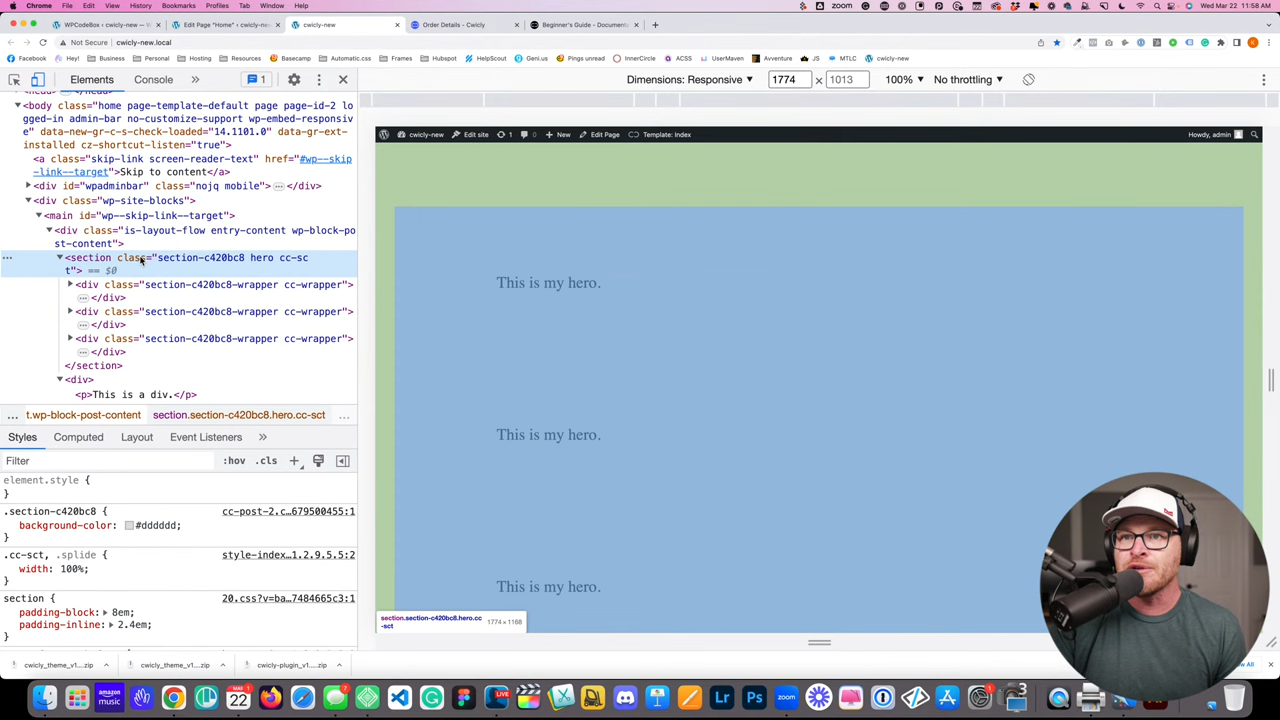 Chrome File Edit View History Bookmarks Profiles Tab Window Help
zoom Wed Mar 22 11:58 AM
WPCodeBox ‹ cwicly-new — W
Edit Page "Home" ‹ cwicly-new
cwicly-new
Order Details - Cwicly
Beginner's Guide - Documenta
Not Secure cwicly-new.local
Facebook Hey! Business Personal Hosting Resources BaseCamp Automatic.css Frames Hubspot HelpScout Geni.us Pings unread InnerCircle ACSS UserMaven Avventure JS MTLC cwicly-new
Elements Console 1
Dimensions: Responsive 1774 × 1013 100% No throttling
<body class="home page-template-default page page-id-2 lo
gged-in admin-bar no-customize-support wp-embed-responsiv
e" data-new-gr-c-s-check-loaded="14.1101.0" data-gr-ext-
installed cz-shortcut-listen="true">
<a class="skip-link screen-reader-text" href="#wp--skip
-link--target">Skip to content</a>
<div id="wpadminbar" class="nojq mobile"> … </div>
<div class="wp-site-blocks">
<main id="wp--skip-link--target">
<div class="is-layout-flow entry-content wp-block-po
st-content">
<section class="section-c420bc8 hero cc-sc
t"> == $0
<div class="section-c420bc8-wrapper cc-wrapper">
… </div>
<div class="section-c420bc8-wrapper cc-wrapper">
… </div>
<div class="section-c420bc8-wrapper cc-wrapper">
… </div>
</section>
<div>
<p>This is a div.</p>
... t.wp-block-post-content section.section-c420bc8.hero.cc-sct ...
Styles Computed Layout Event Listeners
Filter :hov .cls
element.style {
}
.section-c420bc8 { cc-post-2.c…679500455:1
background-color: #dddddd;
}
.cc-sct, .splide { style-index…1.2.9.5.5:2
width: 100%;
}
section { 20.css?v=ba…7484665c3:1
padding-block: 8em;
padding-inline: 2.4em;
}
cwicly-new Edit site 1 0 New Edit Page Template: Index Howdy, admin
This is my hero.
This is my hero.
This is my hero.
section.section-c420bc8.hero.cc
-sct 1774 × 1168
cwicly_theme_v1....zip
cwicly_theme_v1....zip
cwicly-plugin_v1....zip